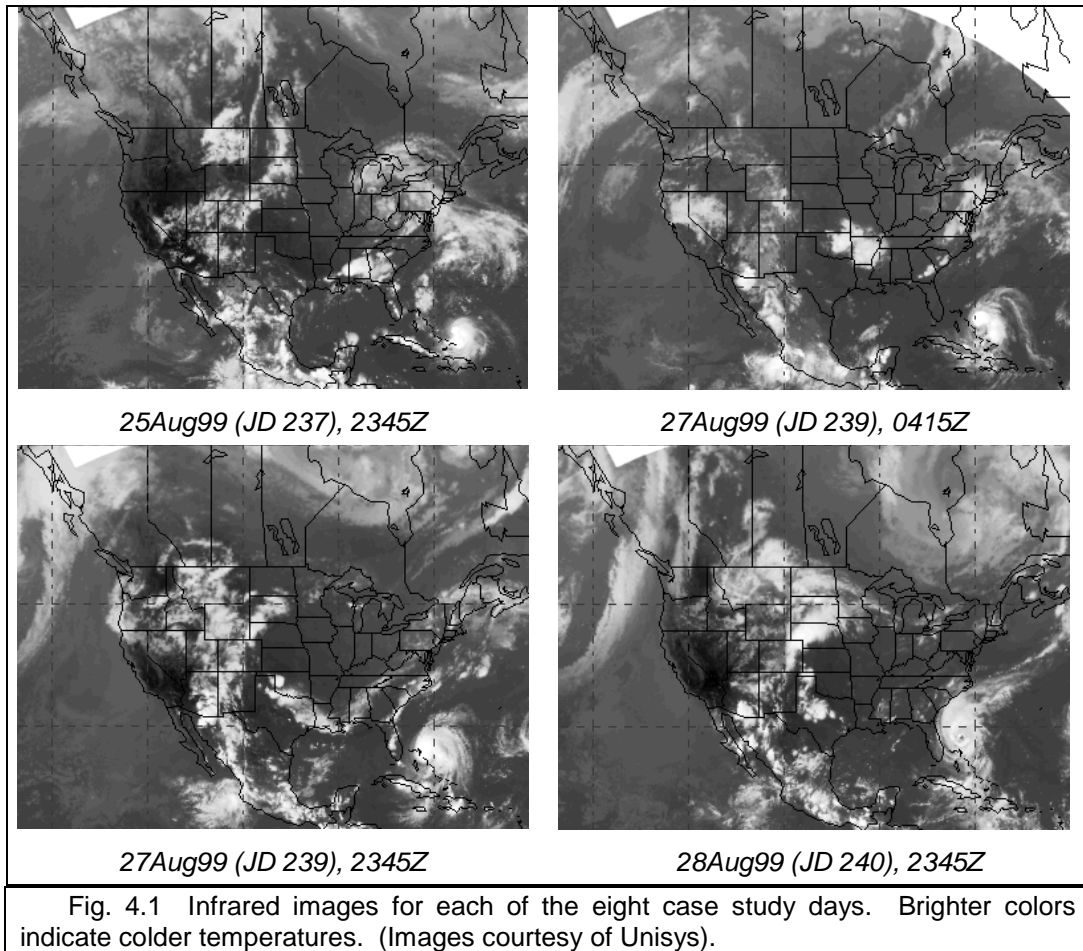 25Aug99 (JD 237), 2345Z
27Aug99 (JD 239), 0415Z
27Aug99 (JD 239), 2345Z
28Aug99 (JD 240), 2345Z
Fig. 4.1 Infrared images for each of the eight case study days. Brighter colors
indicate colder temperatures. (Images courtesy of Unisys).